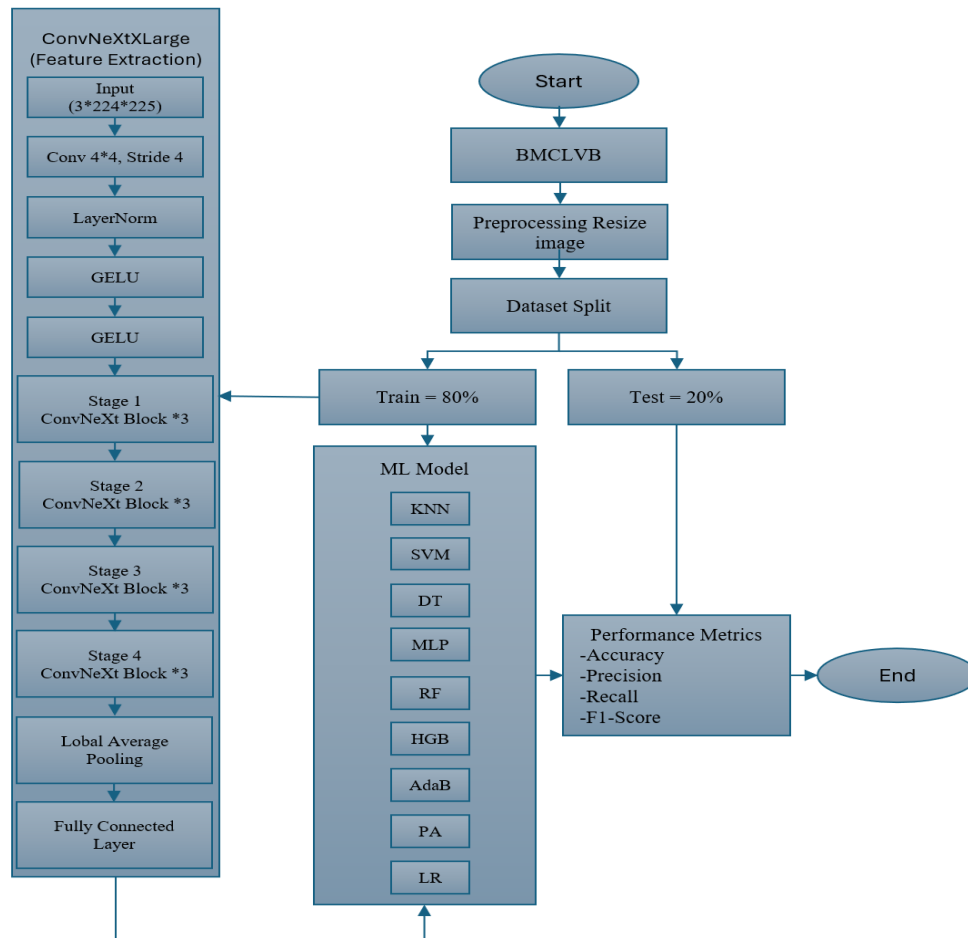 ConvNeXtXLarge
(Feature Extraction)
Input
(3*224*225)
Conv 4*4, Stride 4
LayerNorm
GELU
GELU
Stage 1
ConvNeXt Block *3
Stage 2
ConvNeXt Block *3
Stage 3
ConvNeXt Block *3
Stage 4
ConvNeXt Block *3
Lobal Average
Pooling
Fully Connected
Layer
Start
BMCLVB
Preprocessing Resize
image
Dataset Split
Train = 80%
Test = 20%
ML Model
KNN
SVM
DT
MLP
RF
HGB
AdaB
PA
LR
Performance Metrics
-Accuracy
-Precision
-Recall
-F1-Score
End